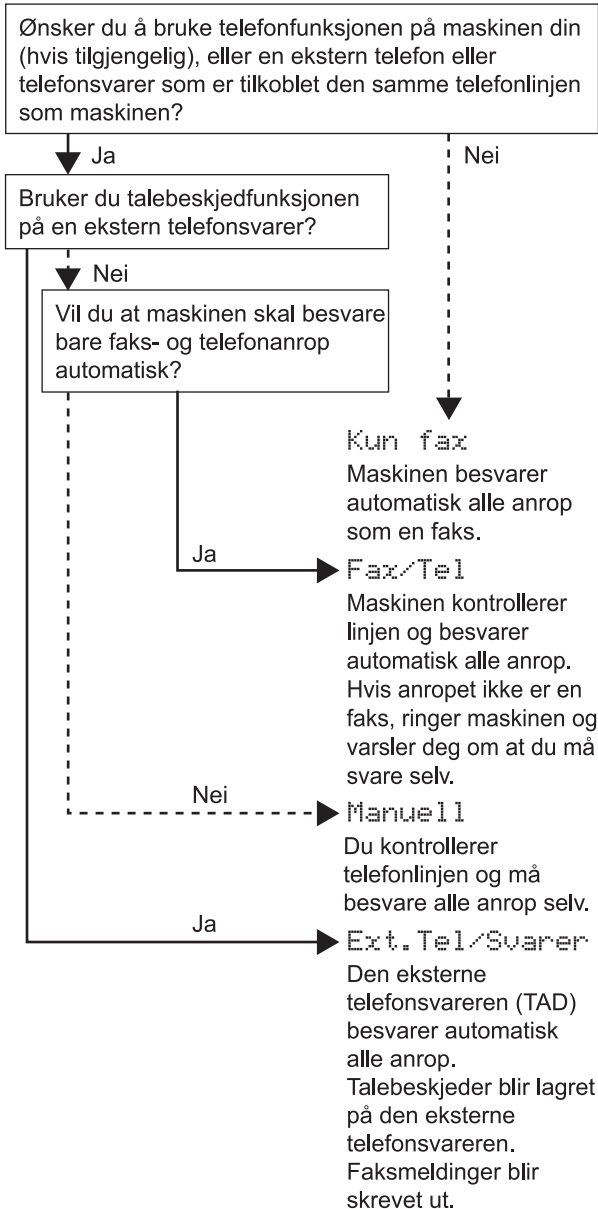 Ønsker du å bruke telefonfunksjonen på maskinen din
(hvis tilgjengelig), eller en ekstern telefon eller
telefonsvarer som er tilkoblet den samme telefonlinjen
som maskinen?
Ja
Nei
Bruker du talebeskjedfunksjonen
på en ekstern telefonsvarer?
Nei
Vil du at maskinen skal besvare
bare faks- og telefonanrop
automatisk?
Kun fax
Maskinen besvarer
automatisk alle anrop
som en faks.
Ja
Fax/Tel
Maskinen kontrollerer
linjen og besvarer
automatisk alle anrop.
Hvis anropet ikke er en
faks, ringer maskinen og
varsler deg om at du må
svare selv.
Nei
Manuell
Du kontrollerer
telefonlinjen og må
besvare alle anrop selv.
Ja
Ext.Tel/Svarer
Den eksterne
telefonsvareren (TAD)
besvarer automatisk
alle anrop.
Talebeskjeder blir lagret
på den eksterne
telefonsvareren.
Faksmeldinger blir
skrevet ut.